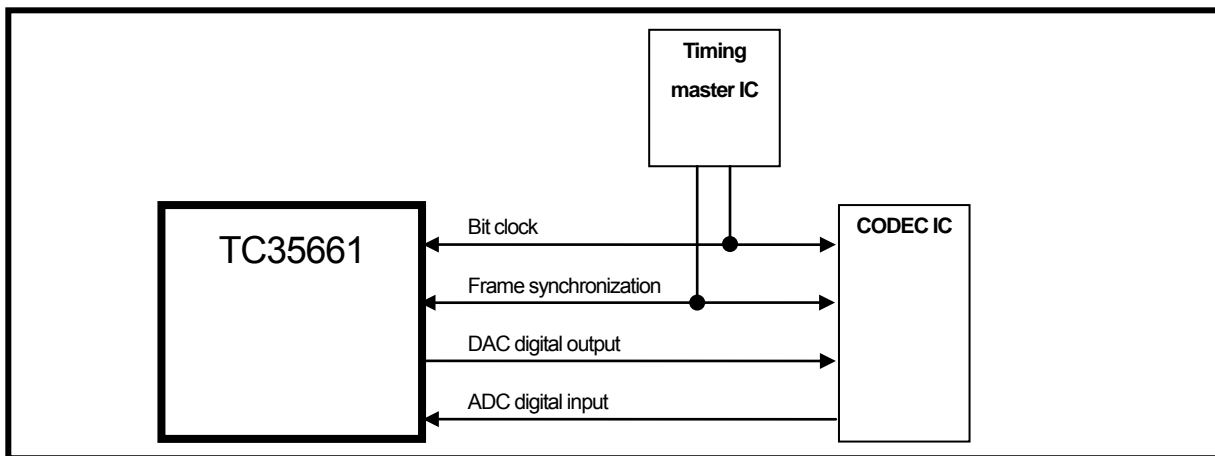 Timing
master IC
TC35661
Bit clock
CODEC IC
Frame synchronization
DAC digital output
ADC digital input